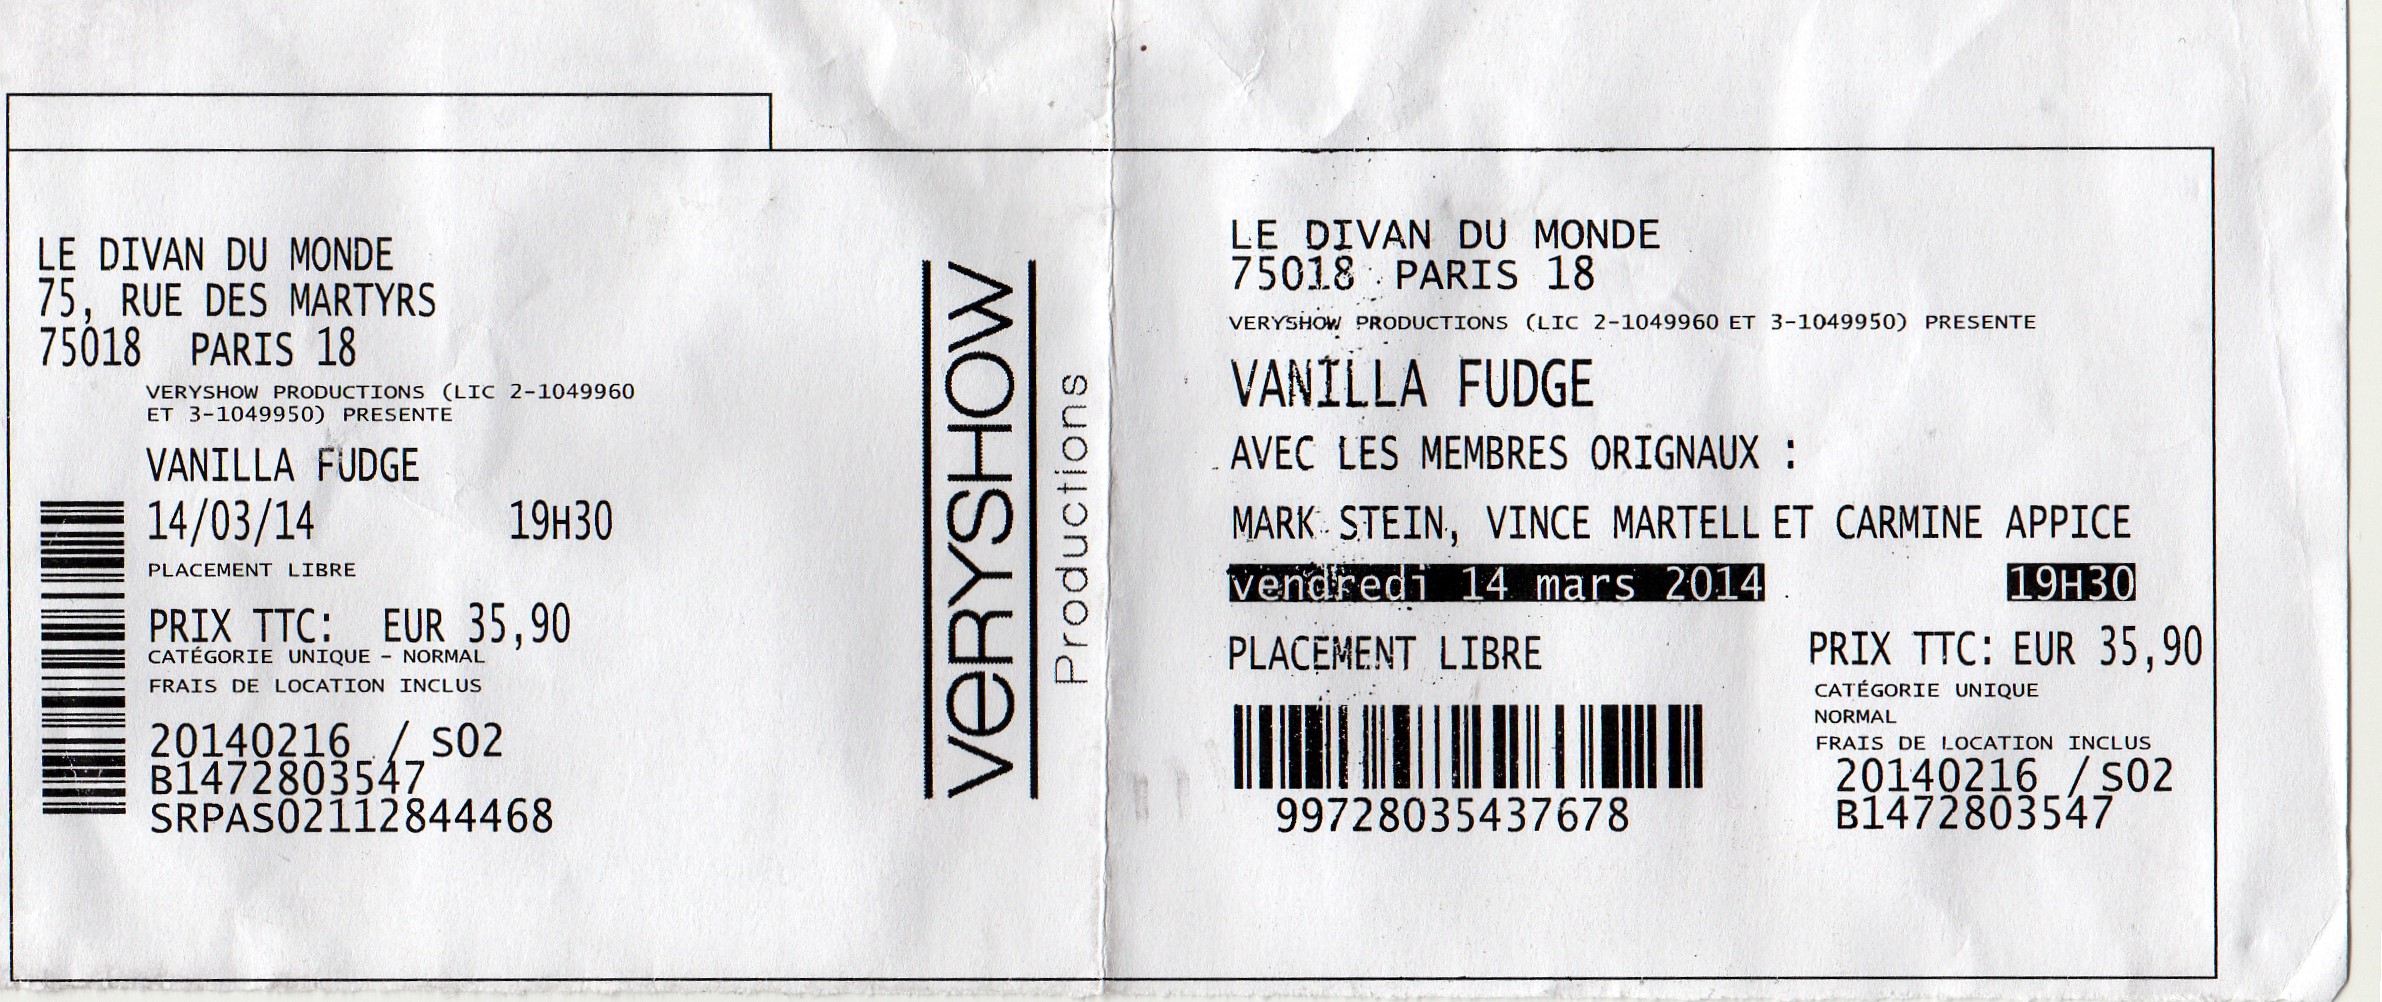 LE DIVAN DU MONDE
75, RUE DES MARTYRS
75018 PARIS 18
VERYSHOW PRODUCTIONS (LIC 2-1049960
ET 3-1049950) PRESENTE
VANILLA FUDGE
14/03/14 19H30
PLACEMENT LIBRE
PRIX TTC: EUR 35,90
CATÉGORIE UNIQUE - NORMAL
FRAIS DE LOCATION INCLUS
20140216 / S02
B1472803547
SRPAS02112844468
VERYSHOW
Productions
LE DIVAN DU MONDE
75018 PARIS 18
VERYSHOW PRODUCTIONS (LIC 2-1049960 ET 3-1049950) PRESENTE
VANILLA FUDGE
AVEC LES MEMBRES ORIGNAUX :
MARK STEIN, VINCE MARTELL ET CARMINE APPICE
vendredi 14 mars 2014 19H30
PLACEMENT LIBRE
PRIX TTC: EUR 35,90
CATÉGORIE UNIQUE
NORMAL
FRAIS DE LOCATION INCLUS
20140216 / S02
B1472803547
99728035437678